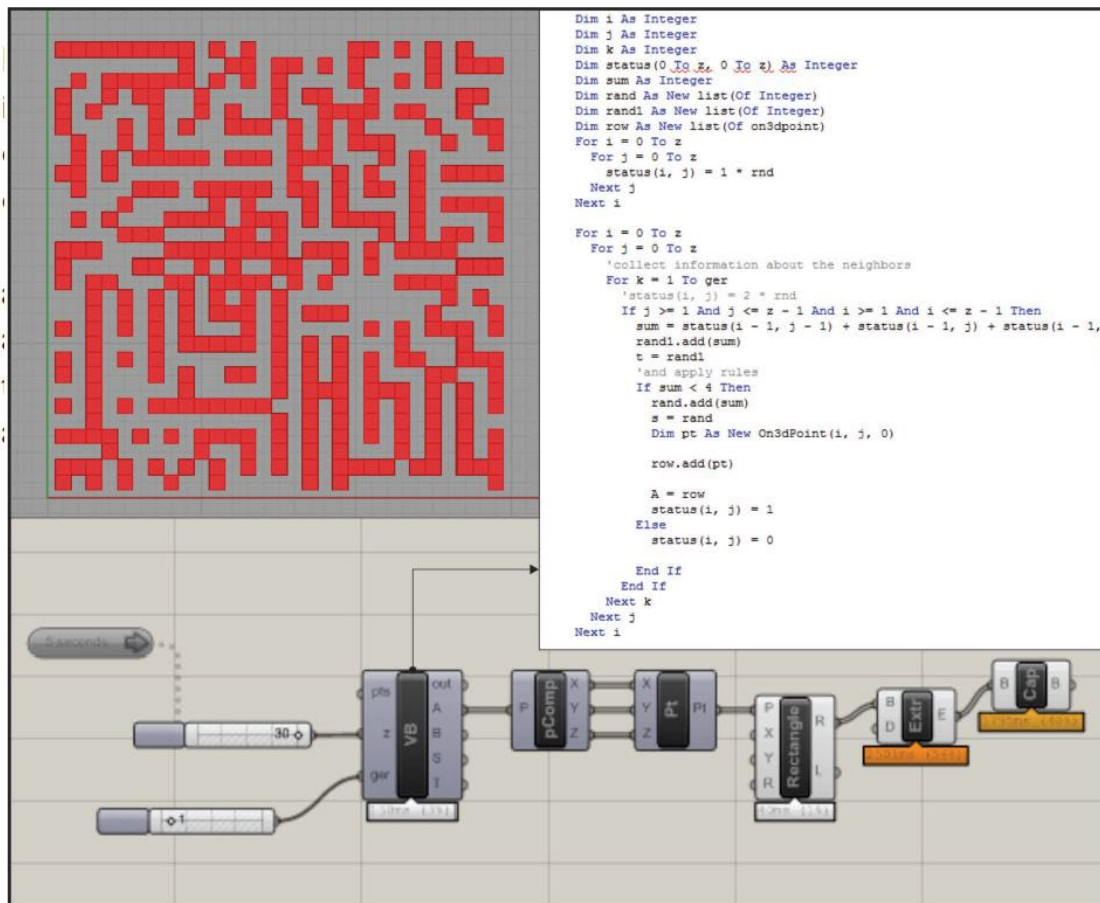 Dim i As Integer
Dim j As Integer
Dim k As Integer
Dim status(0 To z, 0 To z) As Integer
Dim sum As Integer
Dim rand As New list(Of Integer)
Dim rand1 As New list(Of Integer)
Dim row As New list(Of on3dpoint)
For i = 0 To z
For j = 0 To z
status(i, j) = 1 * rnd
Next j
Next i
For i = 0 To z
For j = 0 To z
'collect information about the neighbors
For k = 1 To ger
'status(i, j) = 2 * rnd
If j >= 1 And j <= z - 1 And i >= 1 And i <= z - 1 Then
sum = status(i - 1, j - 1) + status(i - 1, j) + status(i - 1,
rand1.add(sum)
t = rand1
'and apply rules
If sum < 4 Then
rand.add(sum)
s = rand
Dim pt As New On3dPoint(i, j, 0)
row.add(pt)
A = row
status(i, j) = 1
Else
status(i, j) = 0
End If
End If
Next k
Next j
Next i
5 seconds
30
1
pts
z
ger
VB
out
A
B
S
T
P
pComp
X
Y
Z
X
Y
Z
Pt
Pt
P
X
Y
R
Rectangle
R
L
B
D
Extr
E
B
Cap
B